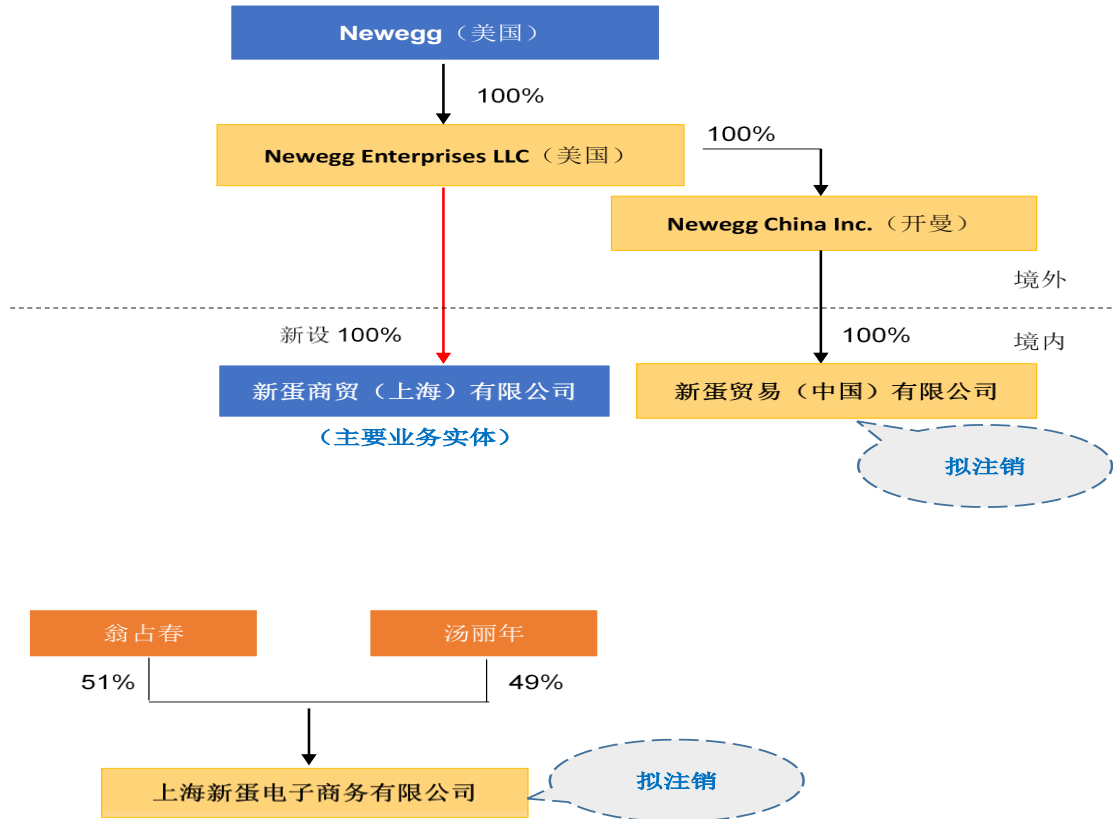 Newegg（美国）
100%
Newegg Enterprises LLC（美国）
100%
Newegg China Inc.（开曼）
境外
新设 100%
100%
境内
新蛋商贸（上海）有限公司
新蛋贸易（中国）有限公司
（主要业务实体）
拟注销
翁占春
汤丽年
51%
49%
上海新蛋电子商务有限公司
拟注销